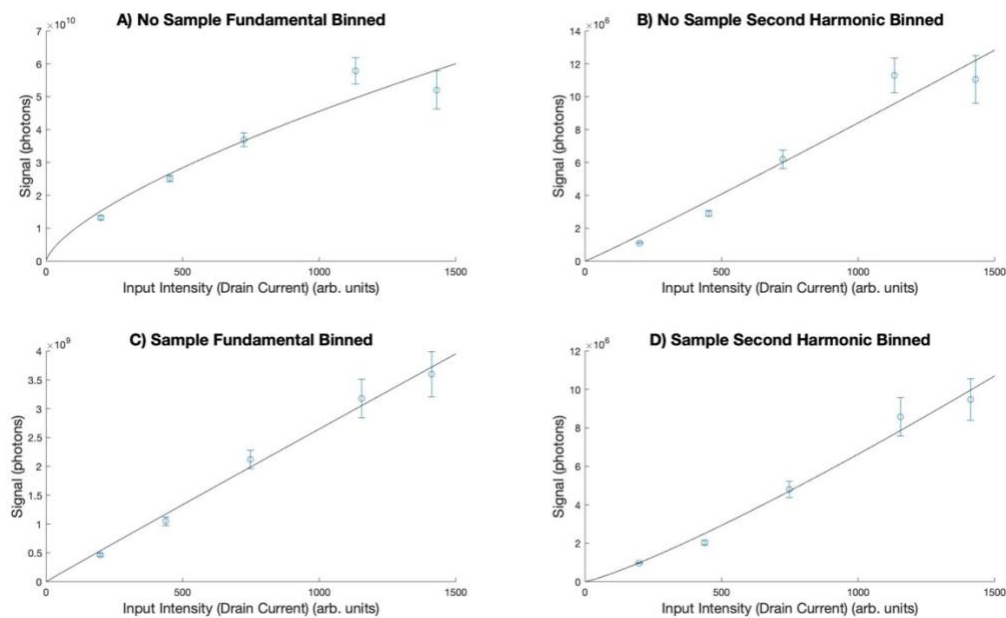 A) No Sample Fundamental Binned
×10^10
7
6
5
4
3
2
1
0
0 500 1000 1500
Signal (photons)
Input Intensity (Drain Current) (arb. units)
B) No Sample Second Harmonic Binned
×10^6
14
12
10
8
6
4
2
0
0 500 1000 1500
Signal (photons)
Input Intensity (Drain Current) (arb. units)
C) Sample Fundamental Binned
×10^9
4
3.5
3
2.5
2
1.5
1
0.5
0
0 500 1000 1500
Signal (photons)
Input Intensity (Drain Current) (arb. units)
D) Sample Second Harmonic Binned
×10^6
12
10
8
6
4
2
0
0 500 1000 1500
Signal (photons)
Input Intensity (Drain Current) (arb. units)